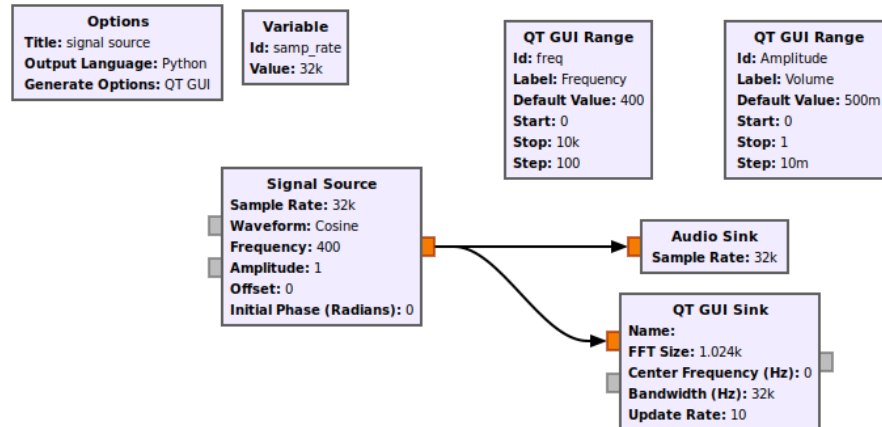 Options
Title: signal source
Output Language: Python
Generate Options: QT GUI
Variable
Id: samp_rate
Value: 32k
QT GUI Range
Id: freq
Label: Frequency
Default Value: 400
Start: 0
Stop: 10k
Step: 100
QT GUI Range
Id: Amplitude
Label: Volume
Default Value: 500m
Start: 0
Stop: 1
Step: 10m
Signal Source
Sample Rate: 32k
Waveform: Cosine
Frequency: 400
Amplitude: 1
Offset: 0
Initial Phase (Radians): 0
Audio Sink
Sample Rate: 32k
QT GUI Sink
Name:
FFT Size: 1.024k
Center Frequency (Hz): 0
Bandwidth (Hz): 32k
Update Rate: 10